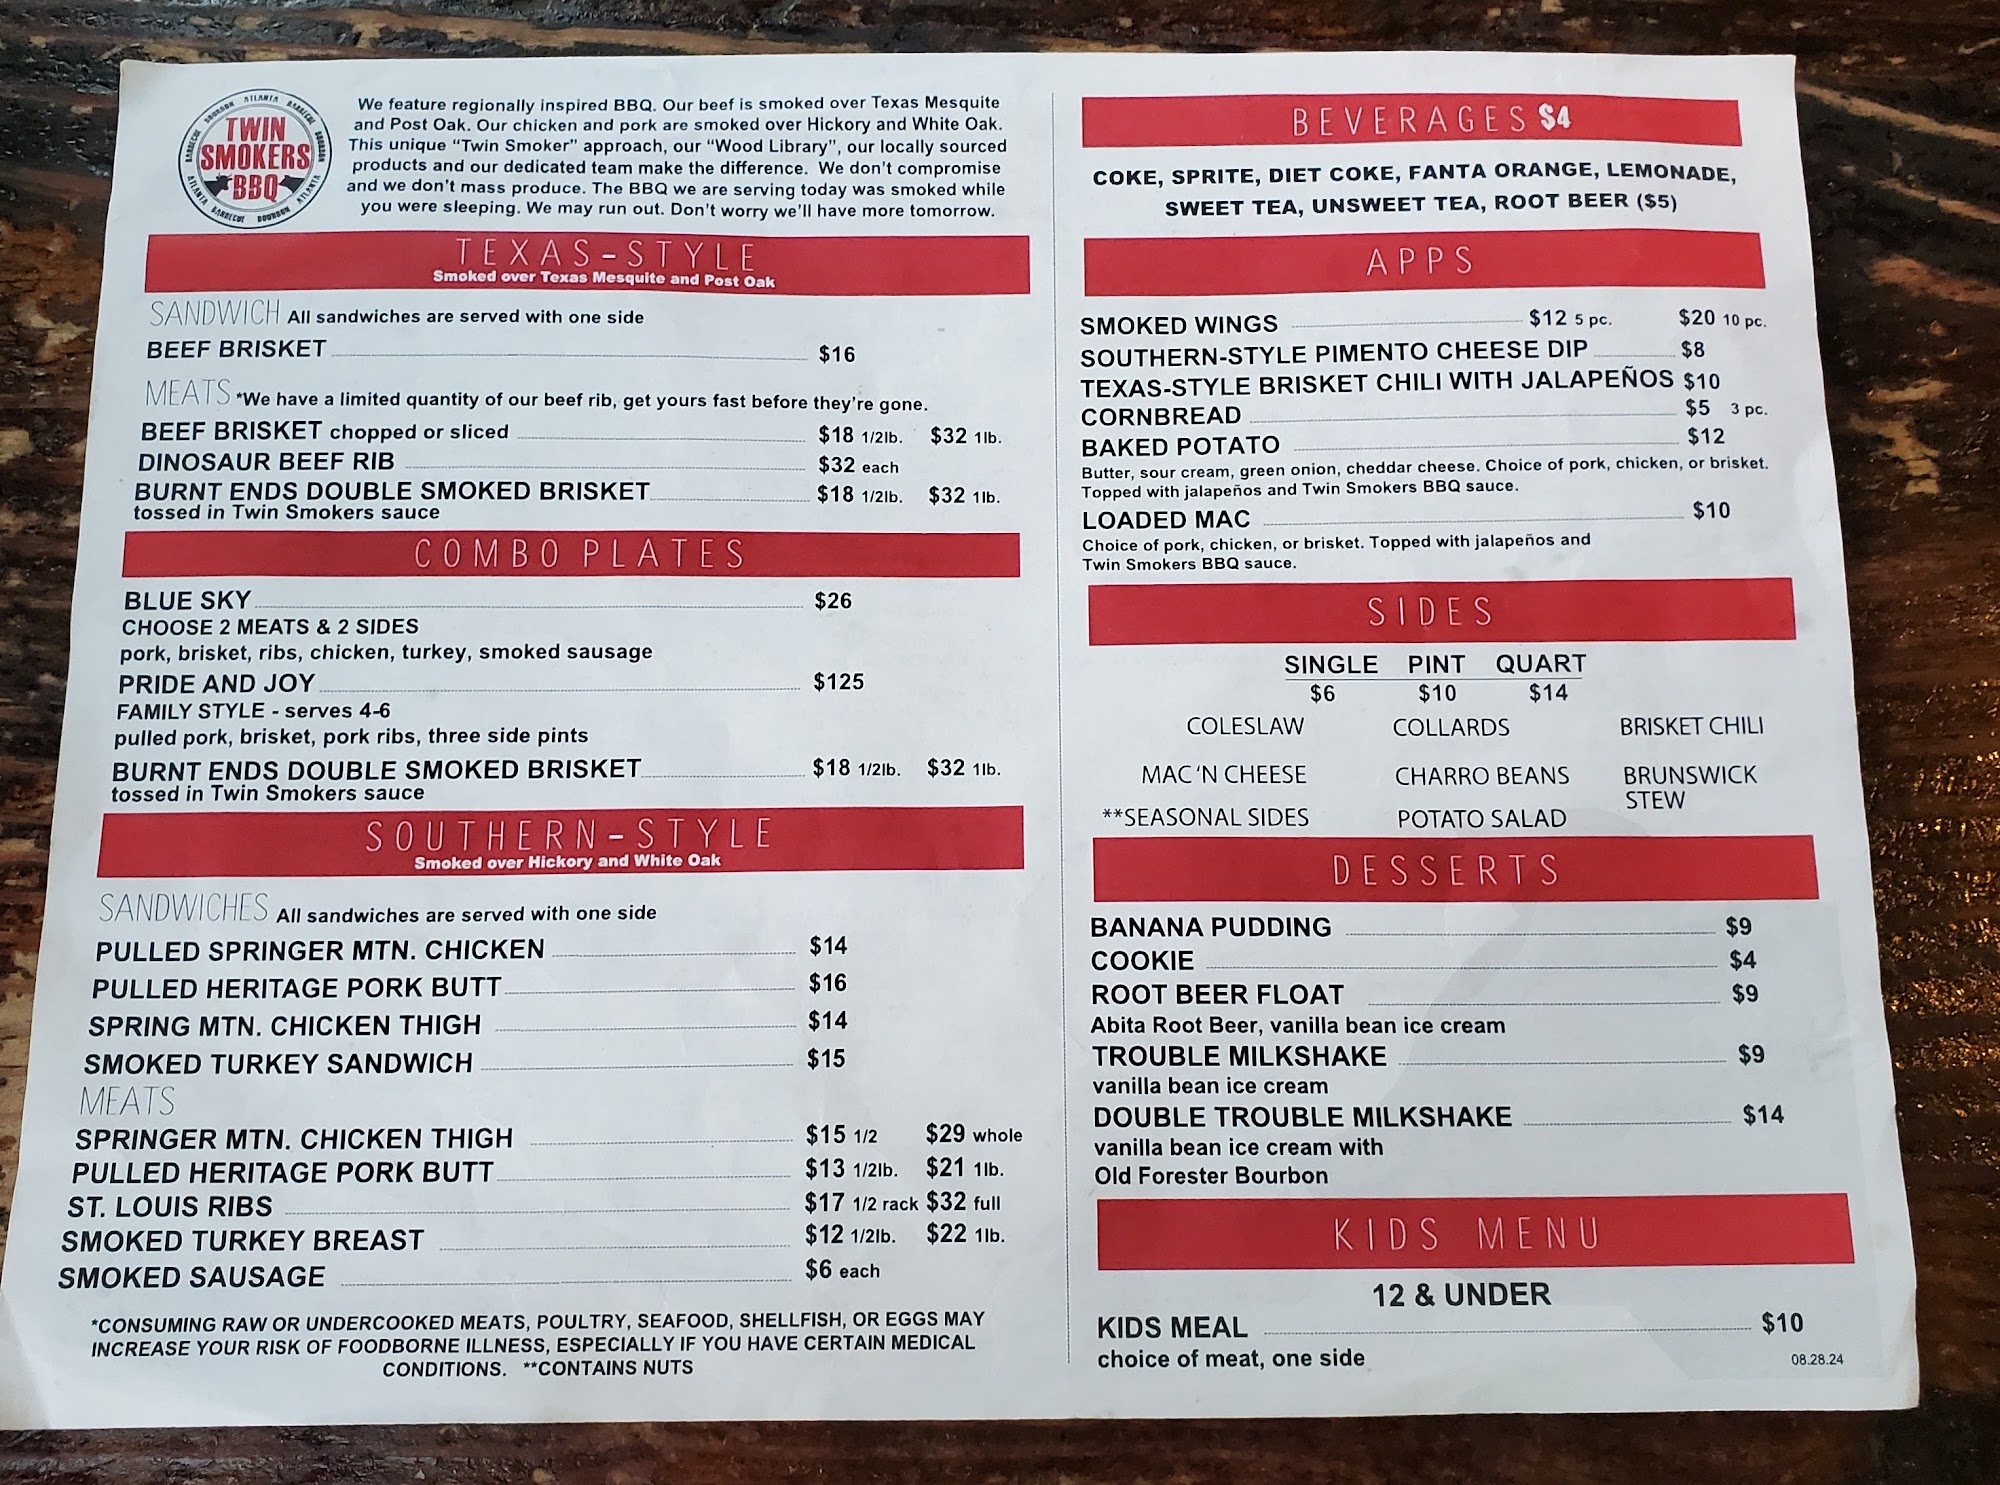 ATLANTA BARBECUE BOURBON ATLANTA BARBECUE BOURBON
TWIN
SMOKERS
BBQ
We feature regionally inspired BBQ. Our beef is smoked over Texas Mesquite
and Post Oak. Our chicken and pork are smoked over Hickory and White Oak.
This unique “Twin Smoker” approach, our “Wood Library”, our locally sourced
products and our dedicated team make the difference. We don’t compromise
and we don’t mass produce. The BBQ we are serving today was smoked while
you were sleeping. We may run out. Don’t worry we’ll have more tomorrow.
TEXAS-STYLE
Smoked over Texas Mesquite and Post Oak
SANDWICH All sandwiches are served with one side
BEEF BRISKET $16
MEATS *We have a limited quantity of our beef rib, get yours fast before they’re gone.
BEEF BRISKET chopped or sliced $18 1/2lb. $32 1lb.
DINOSAUR BEEF RIB $32 each
BURNT ENDS DOUBLE SMOKED BRISKET $18 1/2lb. $32 1lb.
tossed in Twin Smokers sauce
COMBO PLATES
BLUE SKY $26
CHOOSE 2 MEATS & 2 SIDES
pork, brisket, ribs, chicken, turkey, smoked sausage
PRIDE AND JOY $125
FAMILY STYLE - serves 4-6
pulled pork, brisket, pork ribs, three side pints
BURNT ENDS DOUBLE SMOKED BRISKET $18 1/2lb. $32 1lb.
tossed in Twin Smokers sauce
SOUTHERN-STYLE
Smoked over Hickory and White Oak
SANDWICHES All sandwiches are served with one side
PULLED SPRINGER MTN. CHICKEN $14
PULLED HERITAGE PORK BUTT $16
SPRING MTN. CHICKEN THIGH $14
SMOKED TURKEY SANDWICH $15
MEATS
SPRINGER MTN. CHICKEN THIGH $15 1/2 $29 whole
PULLED HERITAGE PORK BUTT $13 1/2lb. $21 1lb.
ST. LOUIS RIBS $17 1/2 rack $32 full
SMOKED TURKEY BREAST $12 1/2lb. $22 1lb.
SMOKED SAUSAGE $6 each
*CONSUMING RAW OR UNDERCOOKED MEATS, POULTRY, SEAFOOD, SHELLFISH, OR EGGS MAY
INCREASE YOUR RISK OF FOODBORNE ILLNESS, ESPECIALLY IF YOU HAVE CERTAIN MEDICAL
CONDITIONS. **CONTAINS NUTS
BEVERAGES $4
COKE, SPRITE, DIET COKE, FANTA ORANGE, LEMONADE,
SWEET TEA, UNSWEET TEA, ROOT BEER ($5)
APPS
SMOKED WINGS $12 5 pc. $20 10 pc.
SOUTHERN-STYLE PIMENTO CHEESE DIP $8
TEXAS-STYLE BRISKET CHILI WITH JALAPEÑOS $10
CORNBREAD $5 3 pc.
BAKED POTATO $12
Butter, sour cream, green onion, cheddar cheese. Choice of pork, chicken, or brisket.
Topped with jalapeños and Twin Smokers BBQ sauce.
LOADED MAC $10
Choice of pork, chicken, or brisket. Topped with jalapeños and
Twin Smokers BBQ sauce.
SIDES
SINGLE PINT QUART
$6 $10 $14
COLESLAW COLLARDS BRISKET CHILI
MAC ‘N CHEESE CHARRO BEANS BRUNSWICK
STEW
**SEASONAL SIDES POTATO SALAD
DESSERTS
BANANA PUDDING $9
COOKIE $4
ROOT BEER FLOAT $9
Abita Root Beer, vanilla bean ice cream
TROUBLE MILKSHAKE $9
vanilla bean ice cream
DOUBLE TROUBLE MILKSHAKE $14
vanilla bean ice cream with
Old Forester Bourbon
KIDS MENU
12 & UNDER
KIDS MEAL $10
choice of meat, one side
08.28.24